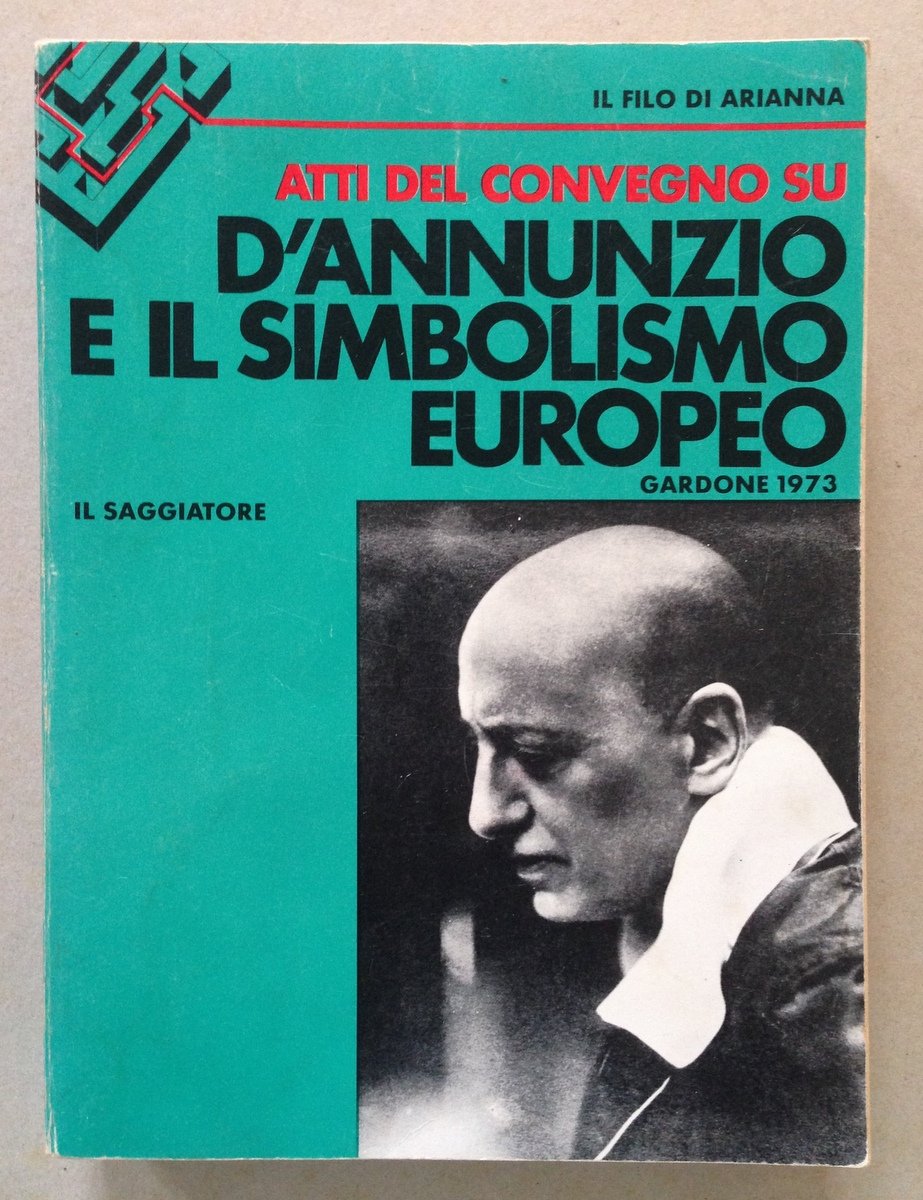 IL FILO DI ARIANNA
ATTI DEL CONVEGNO SU
D'ANNUNZIO
E IL SIMBOLISMO
EUROPEO
GARDONE 1973
IL SAGGIATORE